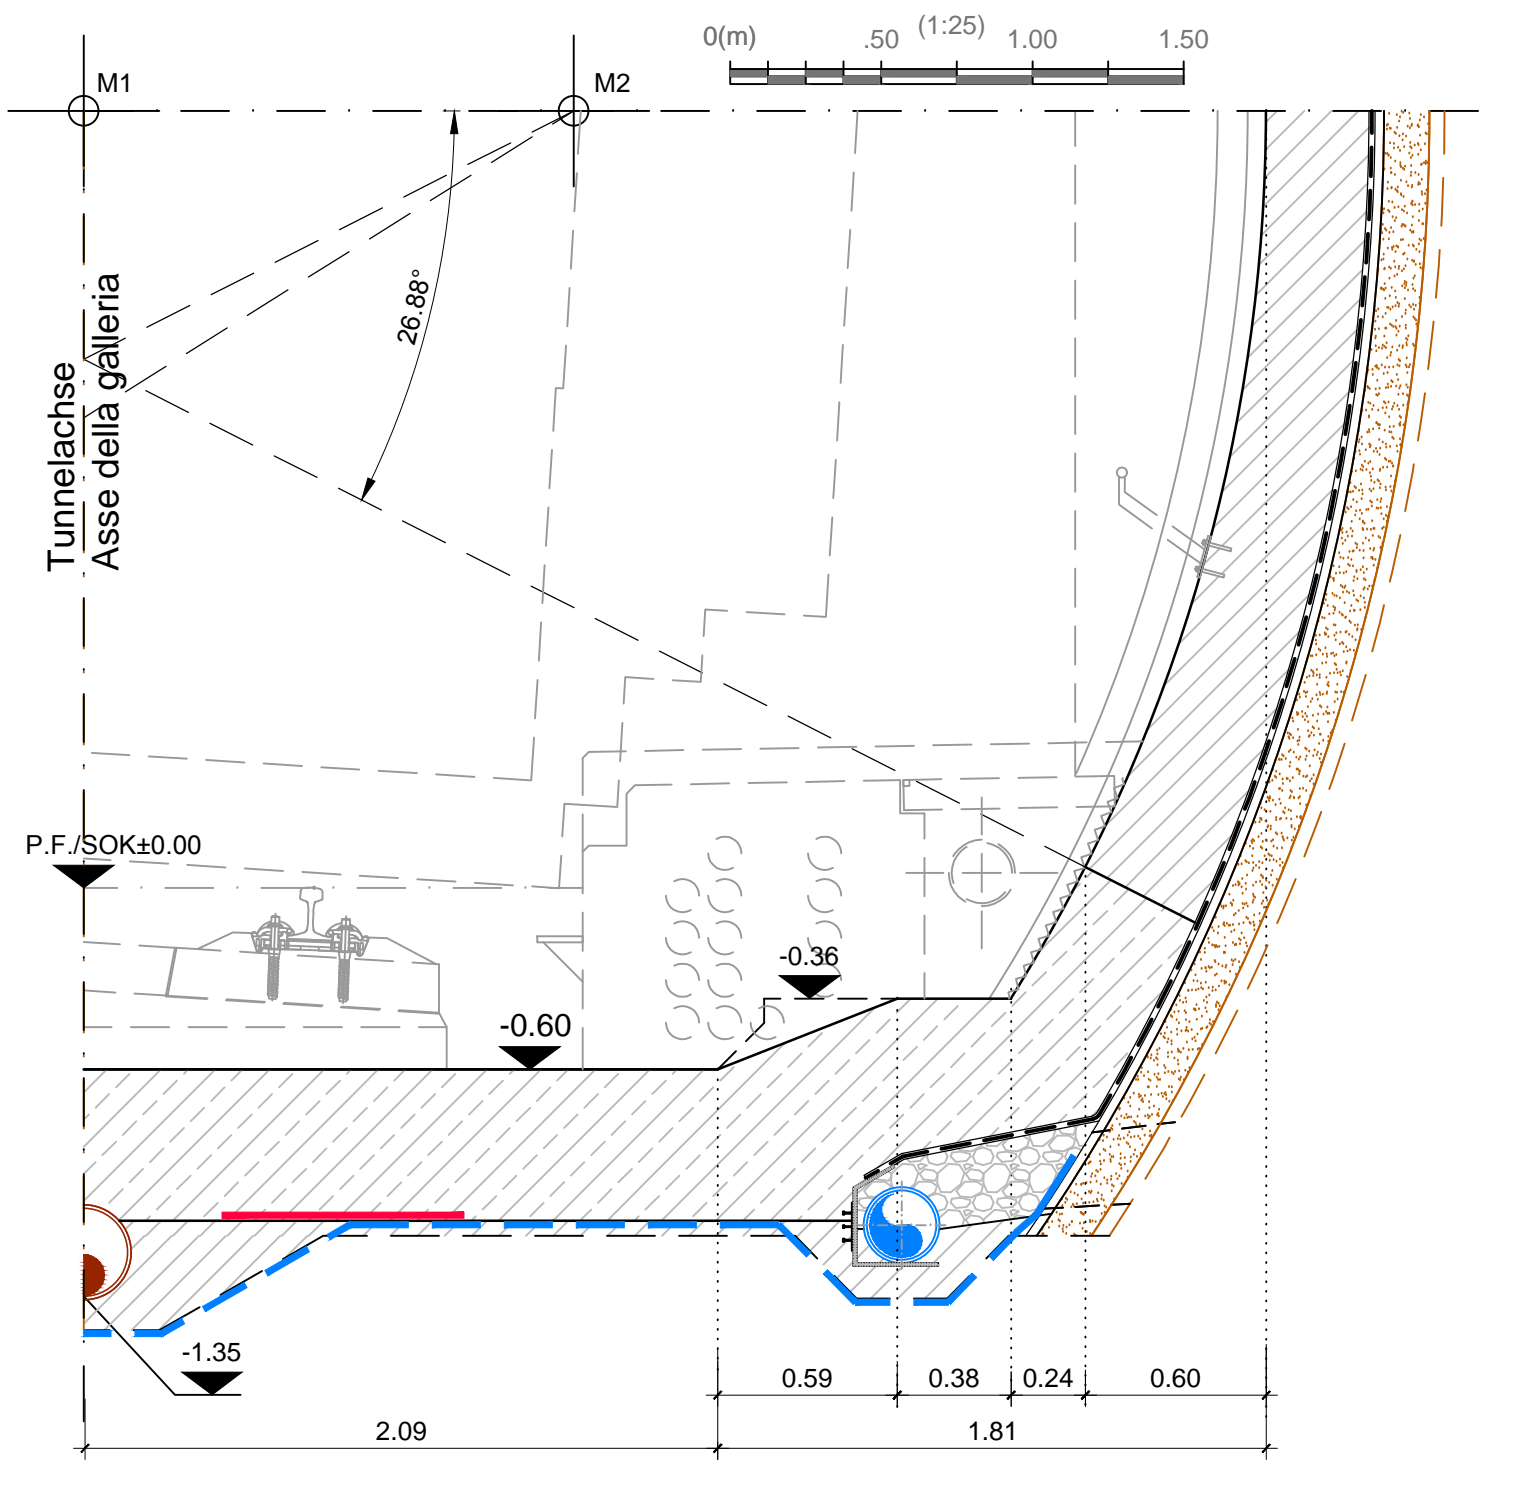 (1:25)
0(m) .50 1.00 1.50
M1
M2
26.88°
Tunnelachse
Asse della galleria
P.F./SOK±0.00
-0.36
-0.60
-1.35
0.59 0.38 0.24 0.60
2.09 1.81